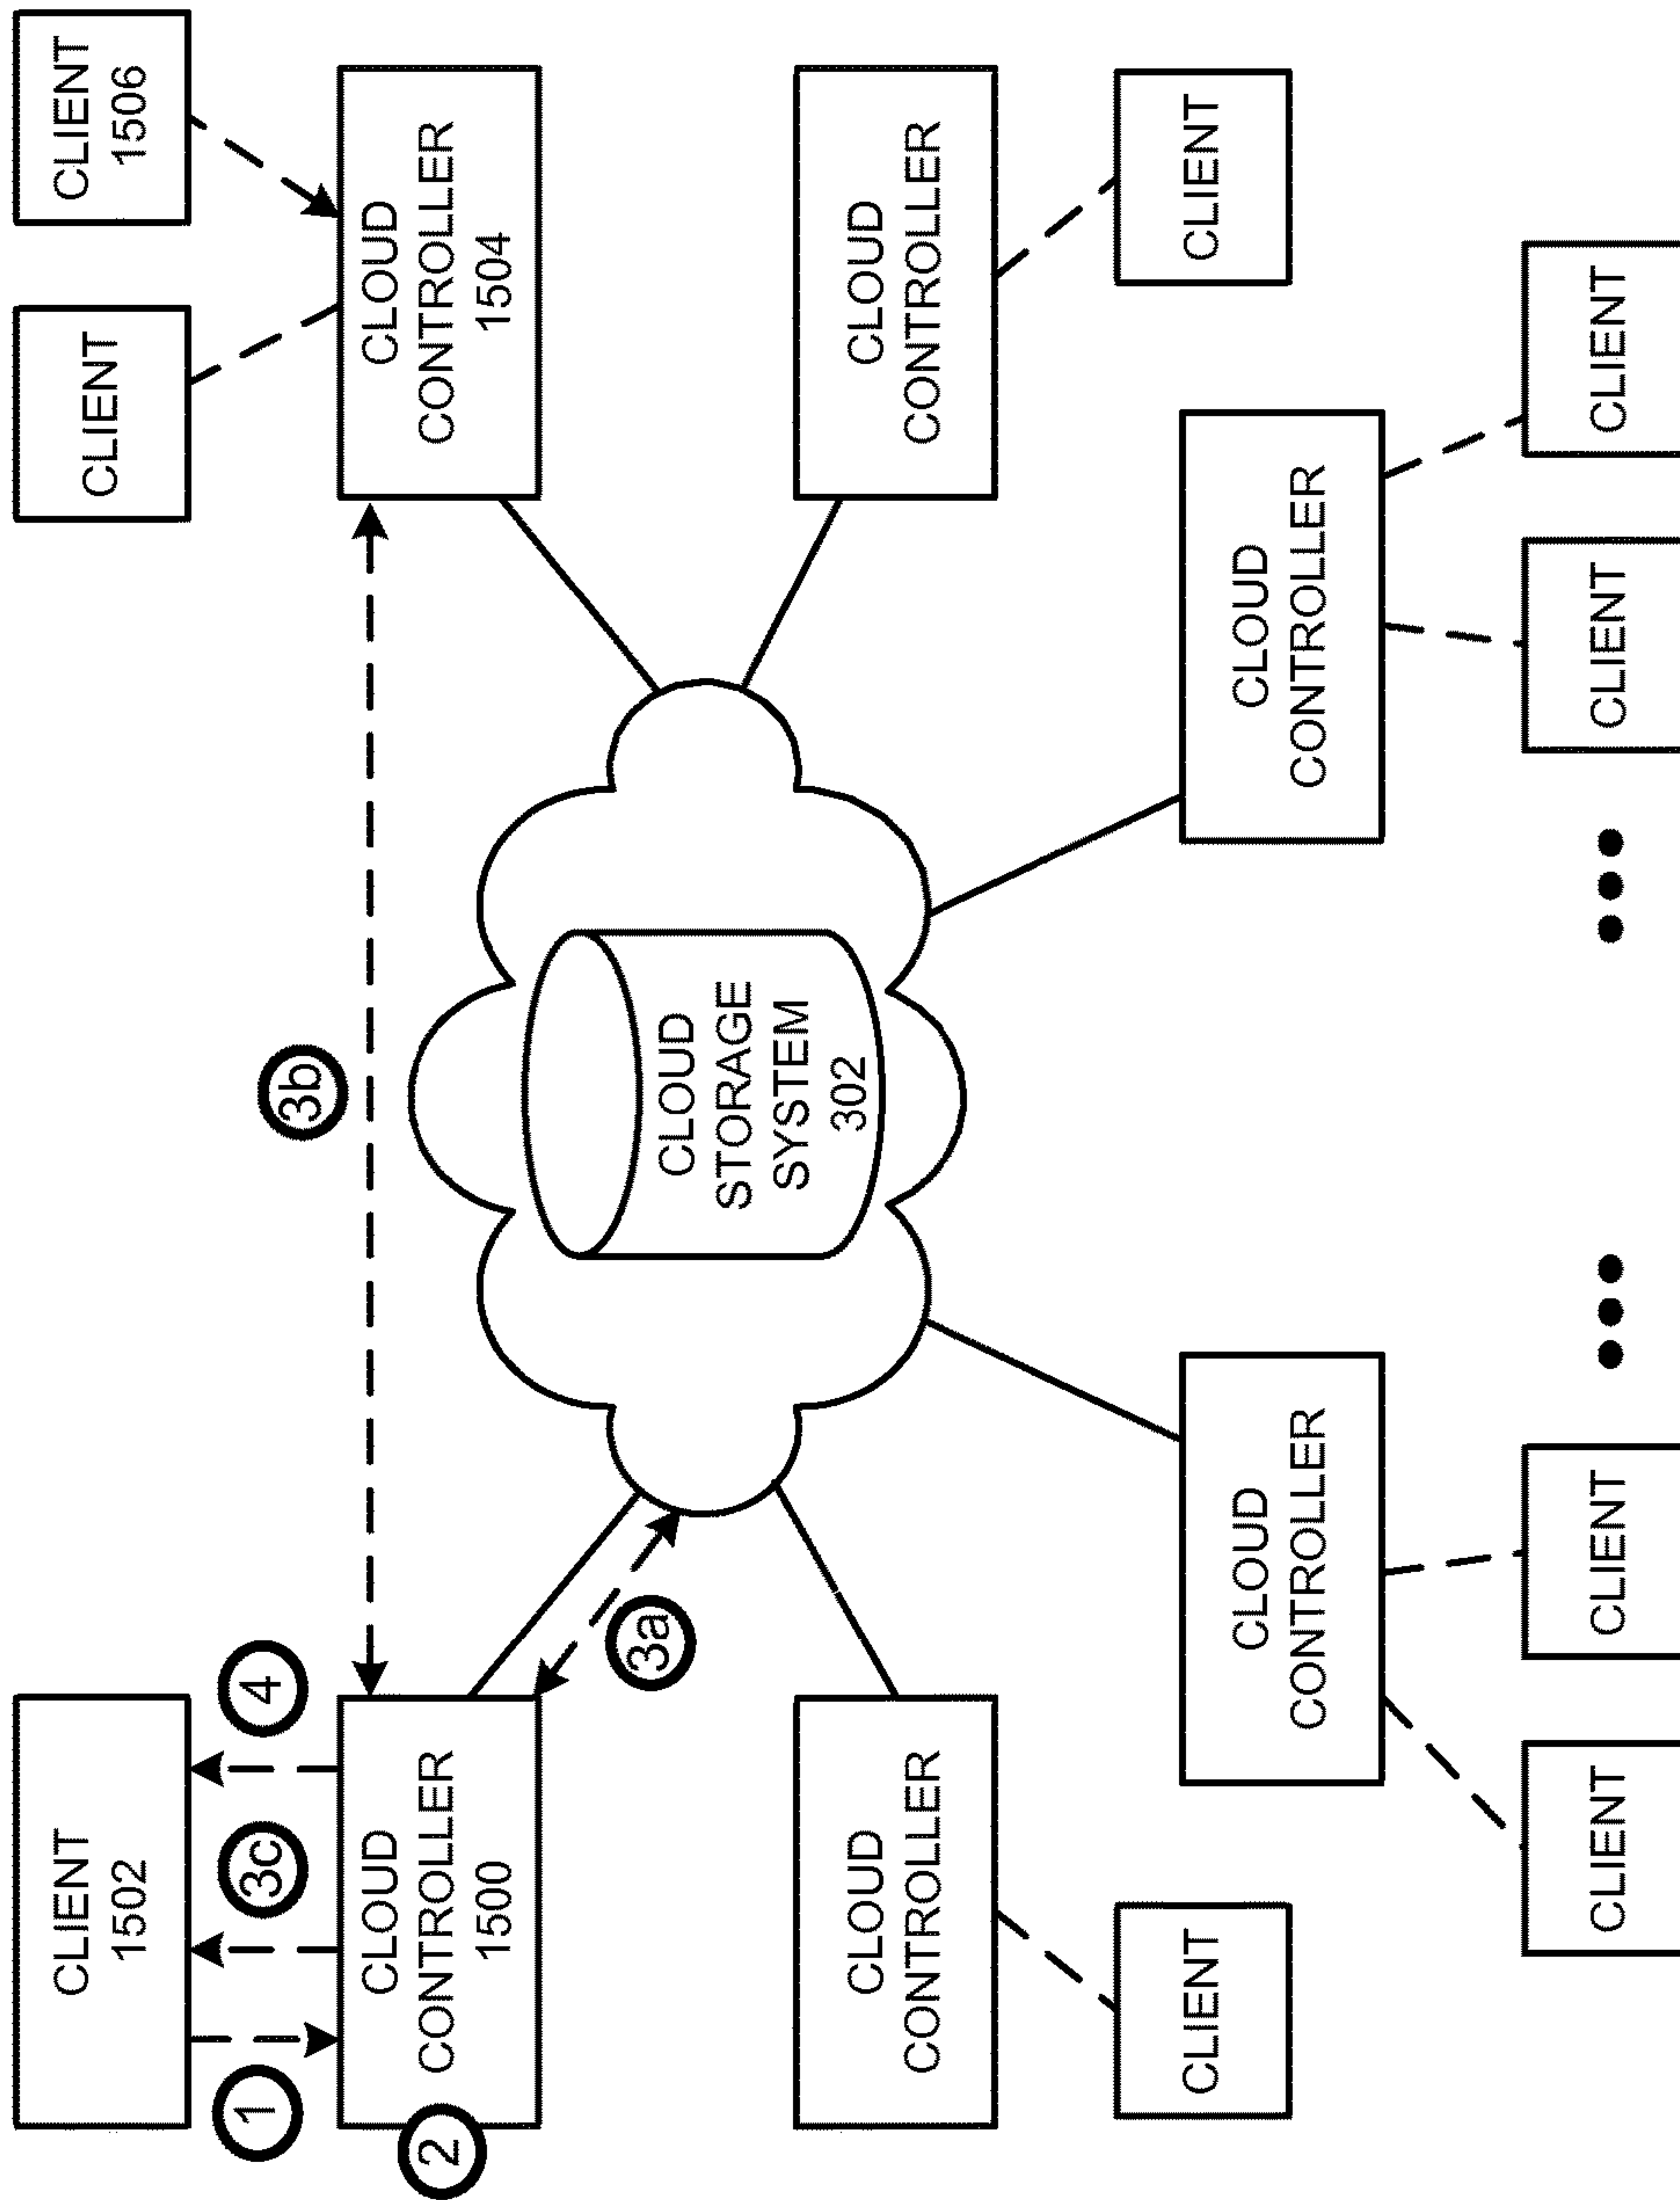 CLIENT
1502
CLIENT
CLIENT
1506
1
3c
4
3b
2
CLOUD
CONTROLLER
1500
CLOUD
CONTROLLER
1504
3a
CLOUD
STORAGE
SYSTEM
302
CLOUD
CONTROLLER
CLOUD
CONTROLLER
CLIENT
CLOUD
CONTROLLER
CLOUD
CONTROLLER
CLIENT
CLIENT
CLIENT
CLIENT
CLIENT